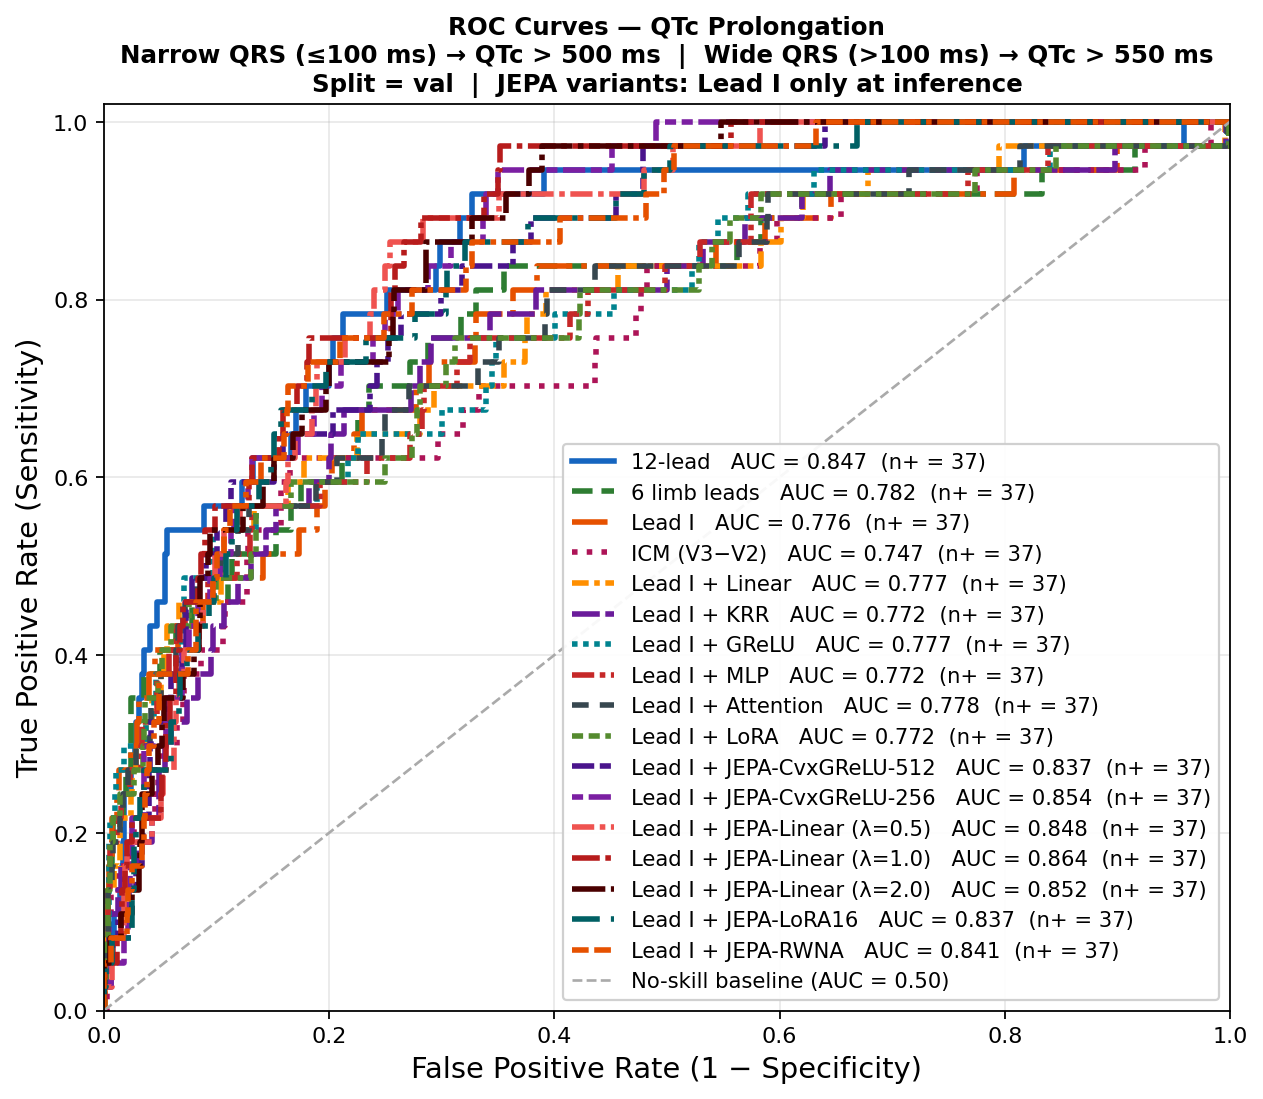 ROC Curves — QTc Prolongation
Narrow QRS (≤100 ms) → QTc > 500 ms | Wide QRS (>100 ms) → QTc > 550 ms
Split = val | JEPA variants: Lead I only at inference
True Positive Rate (Sensitivity)
1.0
0.8
0.6
0.4
0.2
0.0
12-lead AUC = 0.847 (n+ = 37)
6 limb leads AUC = 0.782 (n+ = 37)
Lead I AUC = 0.776 (n+ = 37)
ICM (V3−V2) AUC = 0.747 (n+ = 37)
Lead I + Linear AUC = 0.777 (n+ = 37)
Lead I + KRR AUC = 0.772 (n+ = 37)
Lead I + GReLU AUC = 0.777 (n+ = 37)
Lead I + MLP AUC = 0.772 (n+ = 37)
Lead I + Attention AUC = 0.778 (n+ = 37)
Lead I + LoRA AUC = 0.772 (n+ = 37)
Lead I + JEPA-CvxGReLU-512 AUC = 0.837 (n+ = 37)
Lead I + JEPA-CvxGReLU-256 AUC = 0.854 (n+ = 37)
Lead I + JEPA-Linear (λ=0.5) AUC = 0.848 (n+ = 37)
Lead I + JEPA-Linear (λ=1.0) AUC = 0.864 (n+ = 37)
Lead I + JEPA-Linear (λ=2.0) AUC = 0.852 (n+ = 37)
Lead I + JEPA-LoRA16 AUC = 0.837 (n+ = 37)
Lead I + JEPA-RWNA AUC = 0.841 (n+ = 37)
No-skill baseline (AUC = 0.50)
0.0 0.2 0.4 0.6 0.8 1.0
False Positive Rate (1 − Specificity)